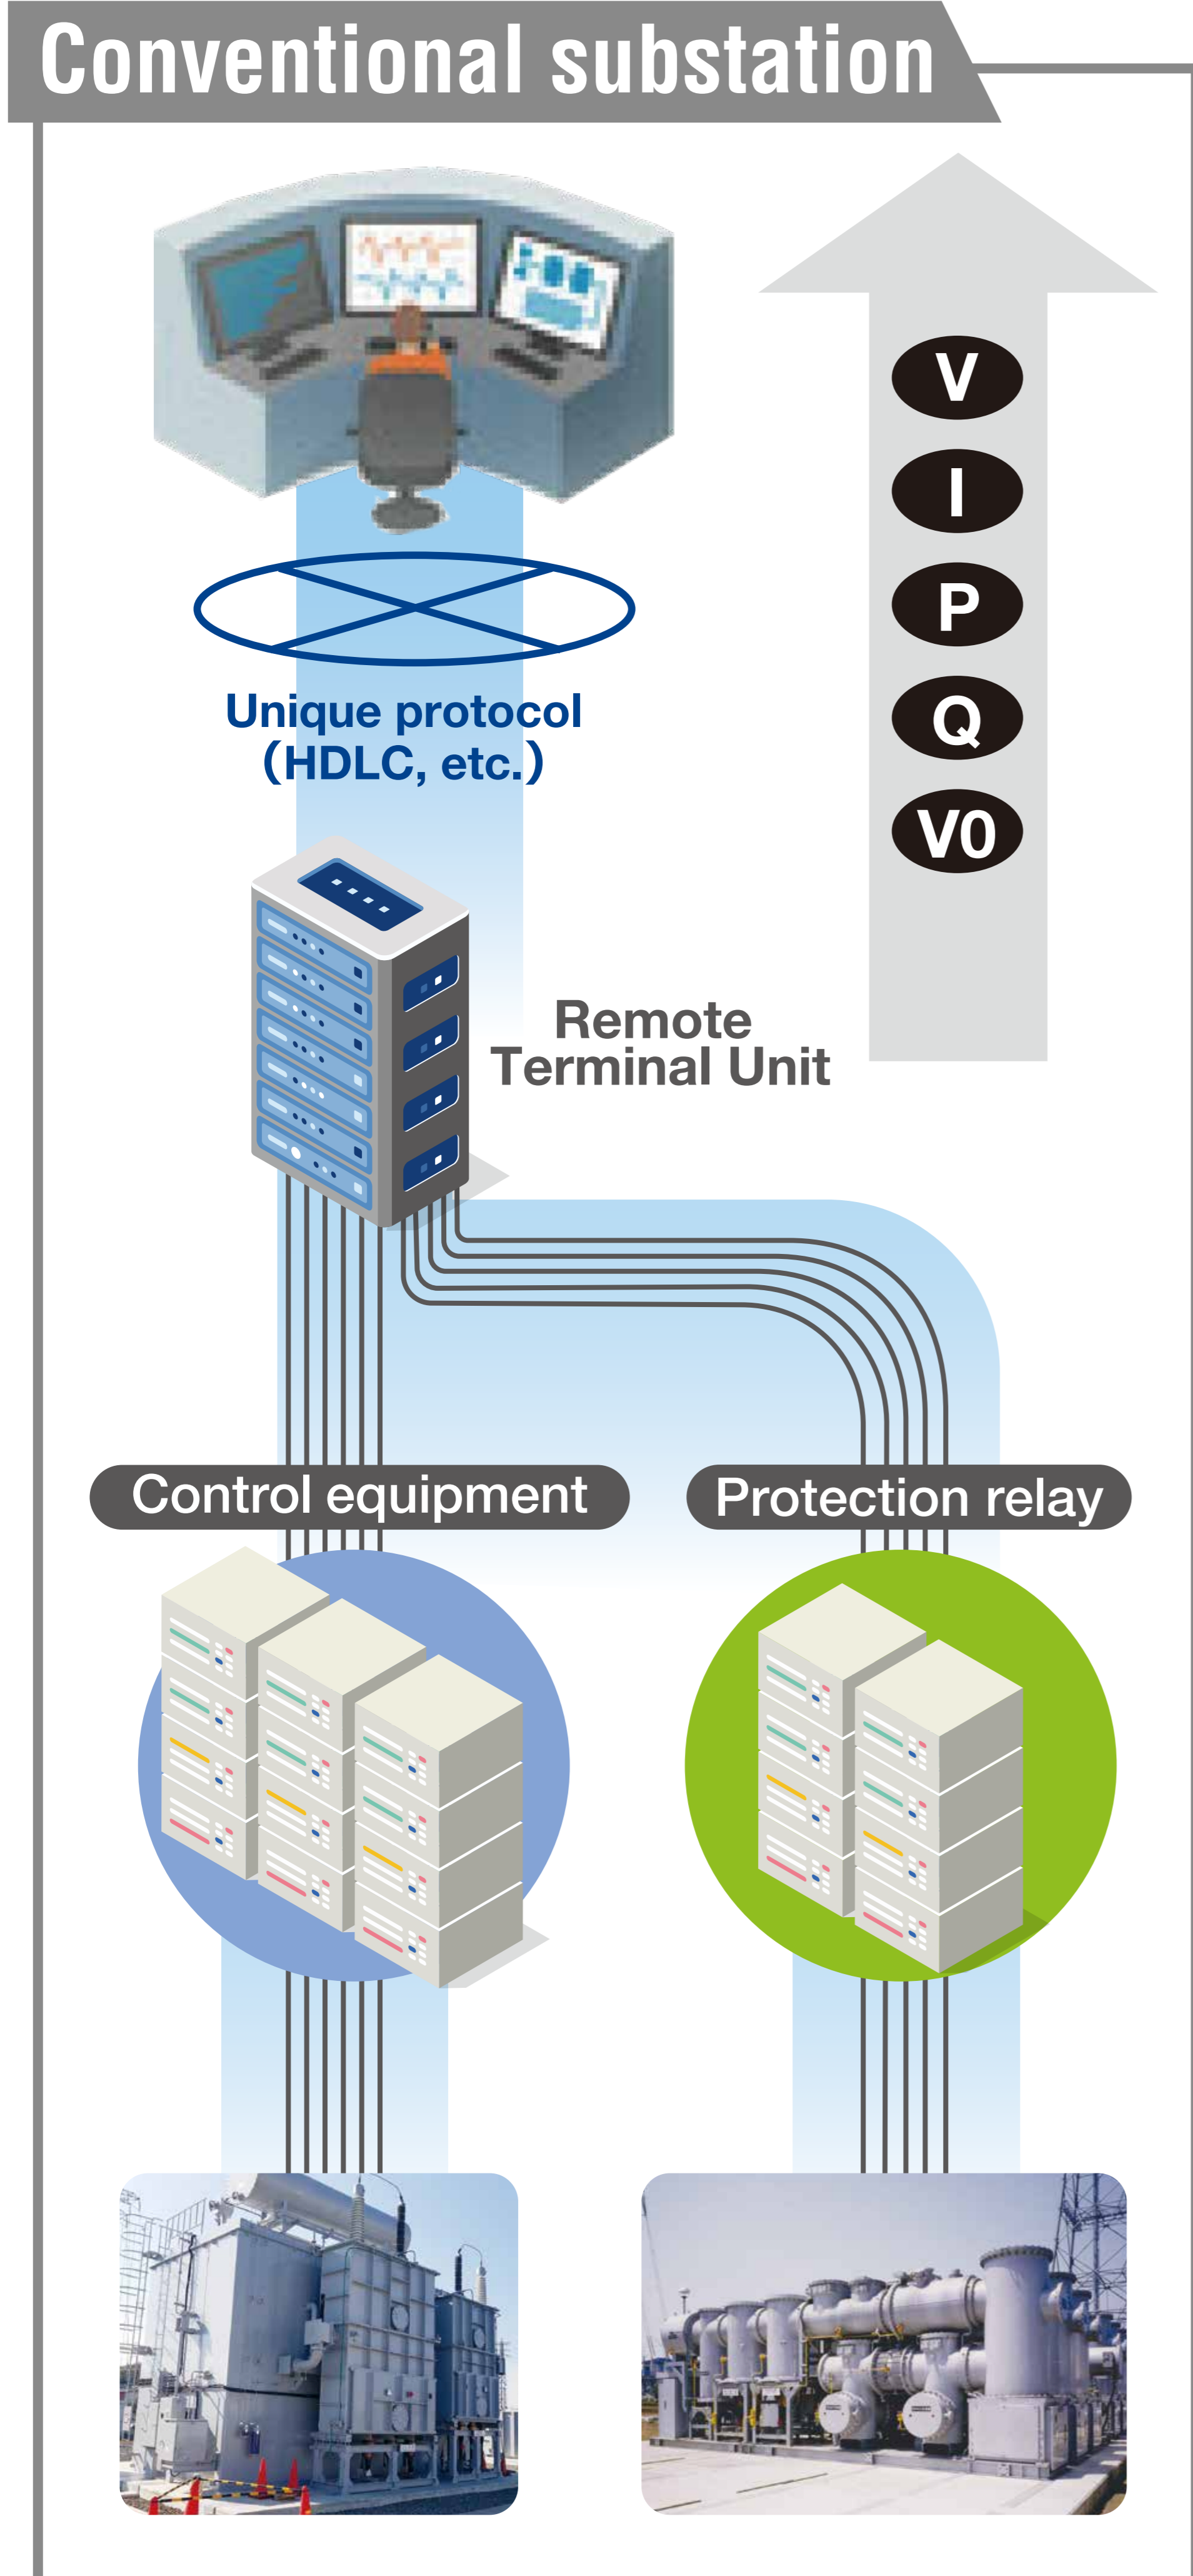 Conventional substation
V
I
P
Q
V0
Unique protocol
(HDLC, etc.)
Remote
Terminal Unit
Control equipment
Protection relay